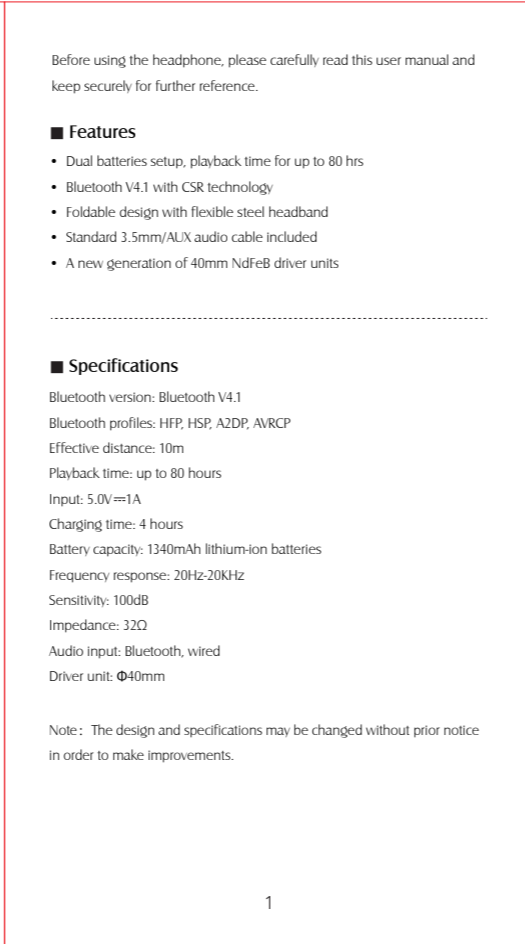 Before using the headphone, please carefully read this user manual and
keep securely for further reference.
■ Features
• Dual batteries setup, playback time for up to 80 hrs
• Bluetooth V4.1 with CSR technology
• Foldable design with flexible steel headband
• Standard 3.5mm/AUX audio cable included
• A new generation of 40mm NdFeB driver units
■ Specifications
Bluetooth version: Bluetooth V4.1
Bluetooth profiles: HFP, HSP, A2DP, AVRCP
Effective distance: 10m
Playback time: up to 80 hours
Input: 5.0V⎓1A
Charging time: 4 hours
Battery capacity: 1340mAh lithium-ion batteries
Frequency response: 20Hz-20KHz
Sensitivity: 100dB
Impedance: 32Ω
Audio input: Bluetooth, wired
Driver unit: Φ40mm
Note: The design and specifications may be changed without prior notice
in order to make improvements.
1